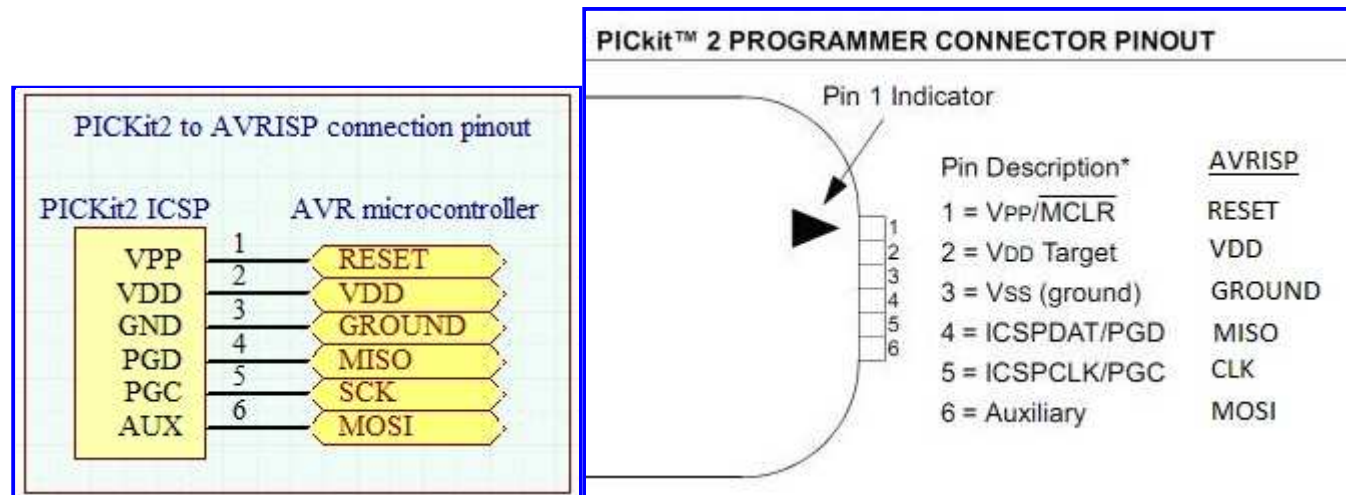 PICKit2 to AVRISP connection pinout
PICKit2 ICSP AVR microcontroller
VPP 1 RESET
VDD 2 VDD
GND 3 GROUND
PGD 4 MISO
PGC 5 SCK
AUX 6 MOSI
PICkit™ 2 PROGRAMMER CONNECTOR PINOUT
Pin 1 Indicator
Pin Description* AVRISP
1 = VPP/MCLR RESET
2 = VDD Target VDD
3 = VSS (ground) GROUND
4 = ICSPDAT/PGD MISO
5 = ICSPCLK/PGC CLK
6 = Auxiliary MOSI
1
2
3
4
5
6